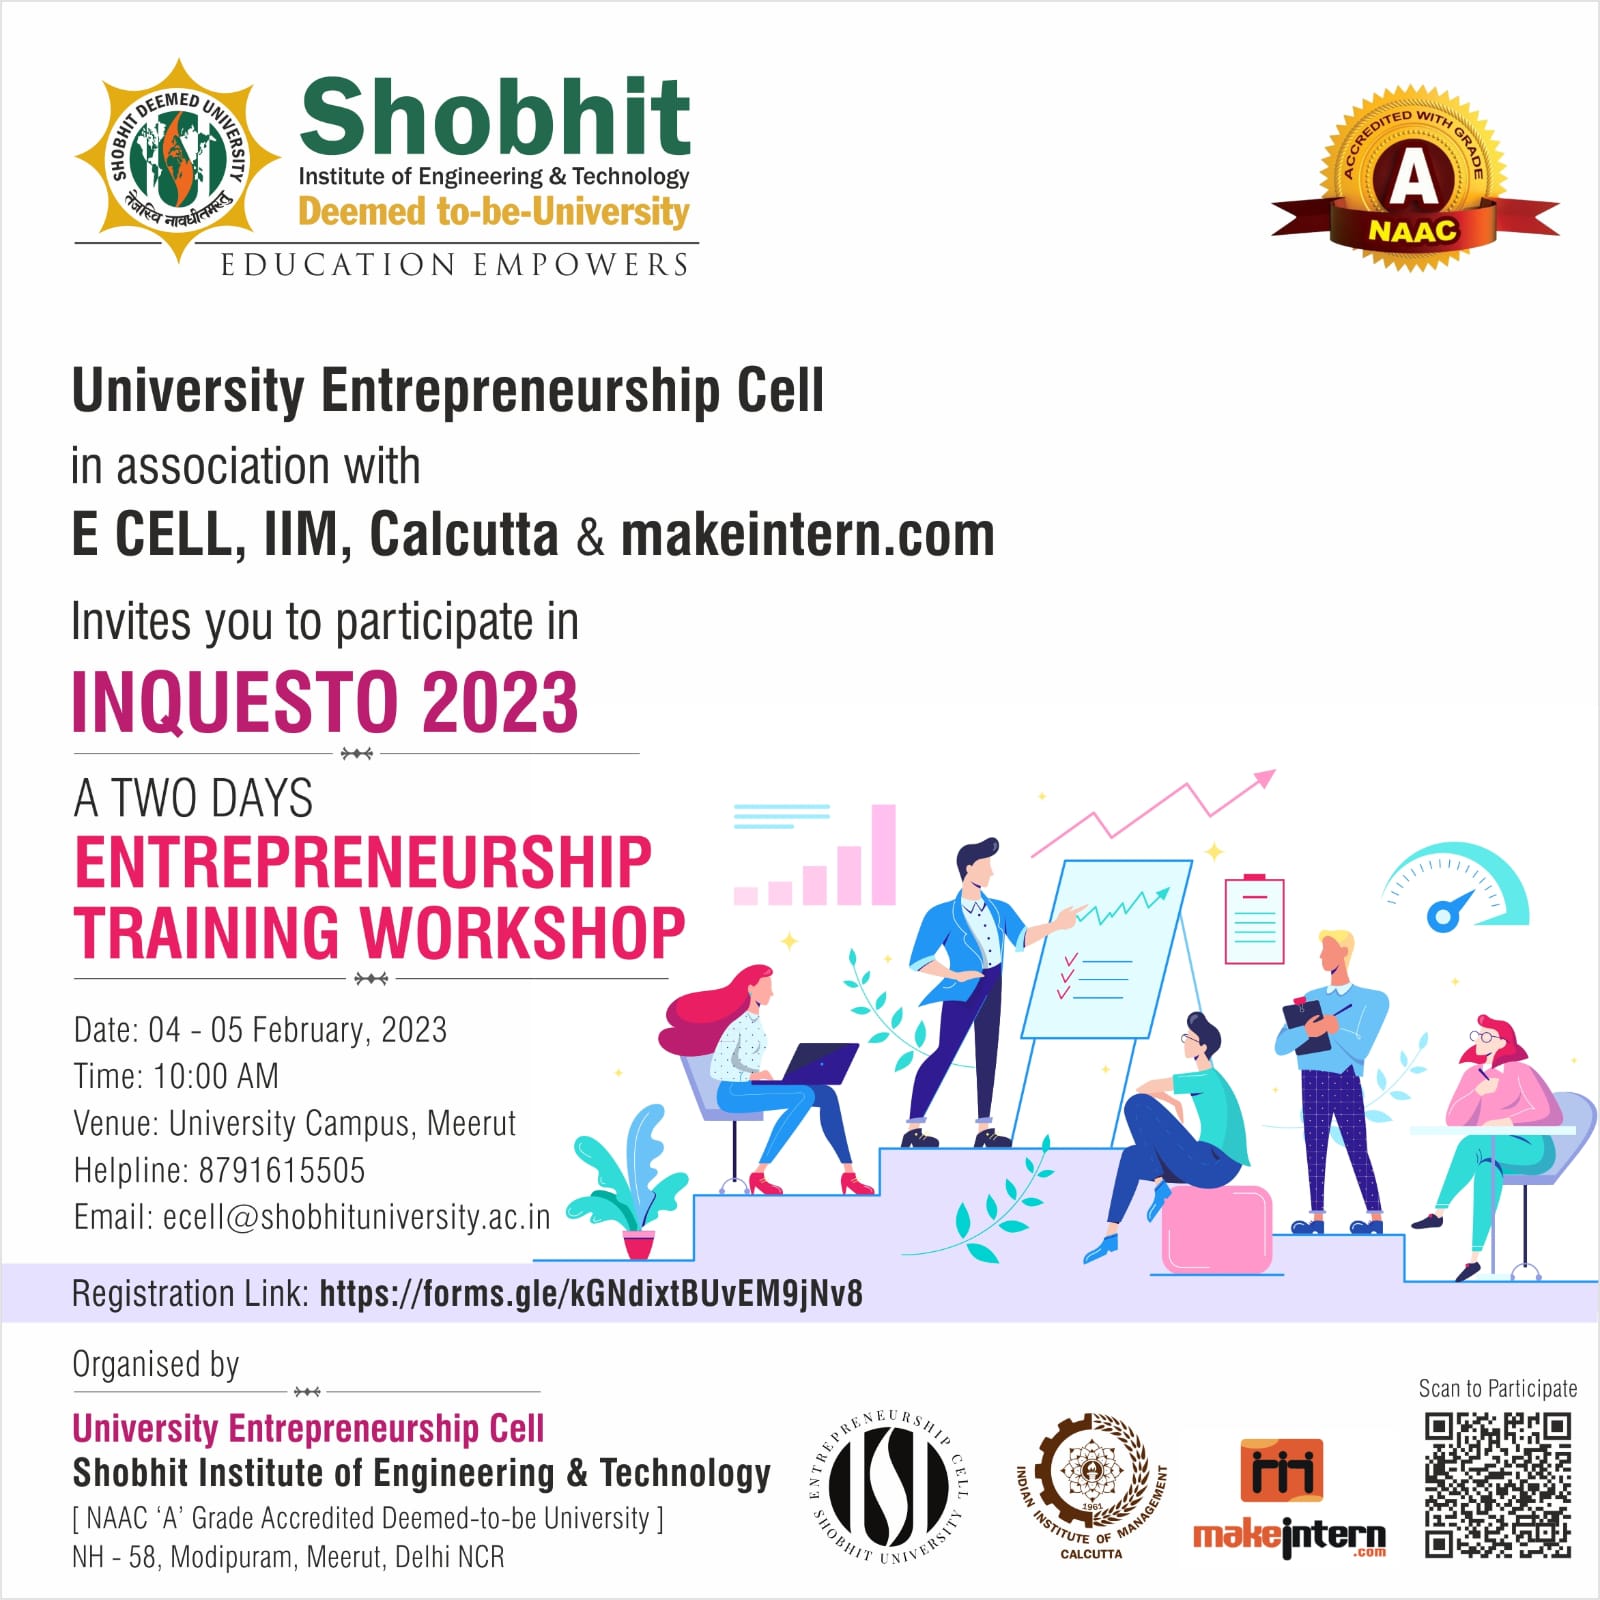 SHOBHIT DEEMED UNIVERSITY
तेजस्वि नावधीतमस्तु
Shobhit
Institute of Engineering & Technology
Deemed to-be-University
EDUCATION EMPOWERS
ACCREDITED WITH GRADE
A
NAAC
University Entrepreneurship Cell
in association with
E CELL, IIM, Calcutta & makeintern.com
Invites you to participate in
INQUESTO 2023
A TWO DAYS
ENTREPRENEURSHIP
TRAINING WORKSHOP
Date: 04 - 05 February, 2023
Time: 10:00 AM
Venue: University Campus, Meerut
Helpline: 8791615505
Email: ecell@shobhituniversity.ac.in
Registration Link: https://forms.gle/kGNdixtBUvEM9jNv8
Organised by
University Entrepreneurship Cell
Shobhit Institute of Engineering & Technology
[ NAAC ‘A’ Grade Accredited Deemed-to-be University ]
NH - 58, Modipuram, Meerut, Delhi NCR
ENTREPRENEURSHIP CELL
SHOBHIT UNIVERSITY
1961
INDIAN INSTITUTE OF MANAGEMENT
CALCUTTA
makeintern
.com
Scan to Participate